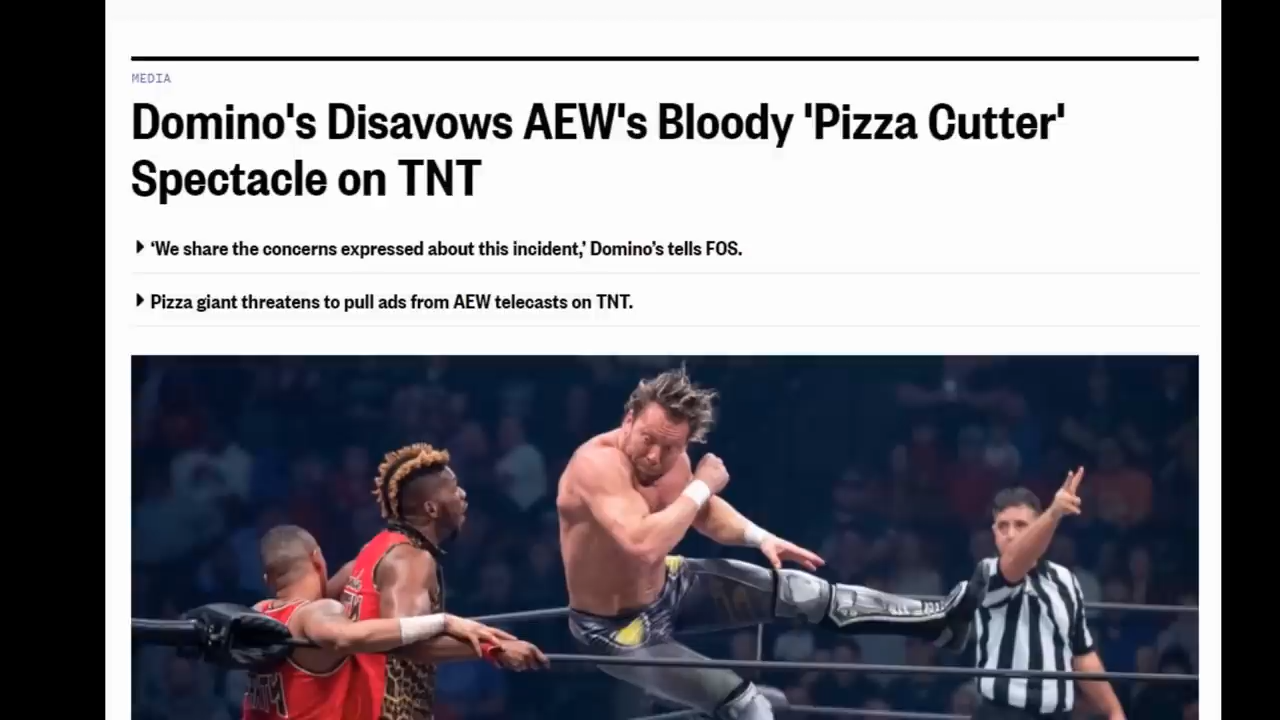 MEDIA
Domino's Disavows AEW's Bloody 'Pizza Cutter'
Spectacle on TNT
‘We share the concerns expressed about this incident,’ Domino’s tells FOS.
Pizza giant threatens to pull ads from AEW telecasts on TNT.